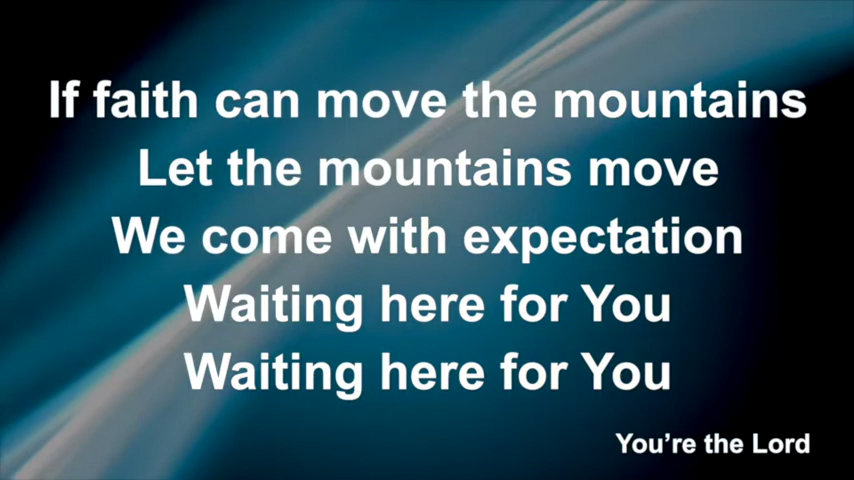 If faith can move the mountains
Let the mountains move
We come with expectation
Waiting here for You
Waiting here for You
You're the Lord